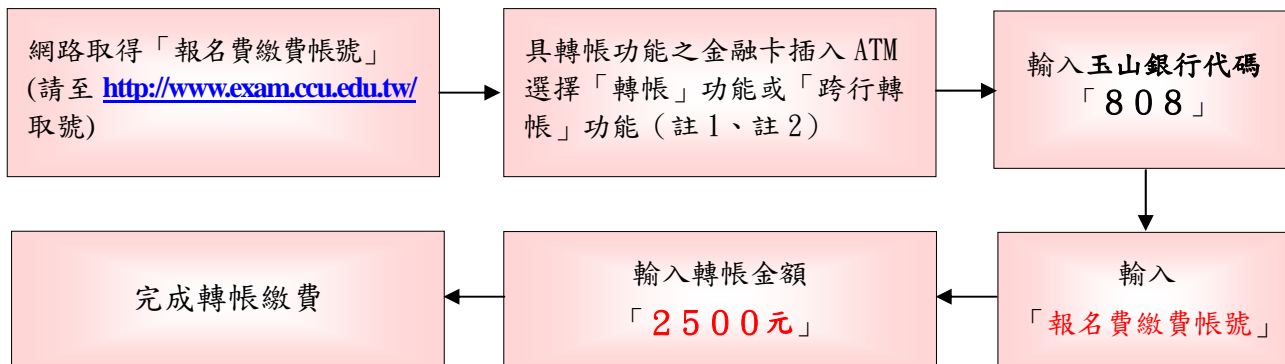 網路取得「報名費繳費帳號」
(請至 http://www.exam.ccu.edu.tw/
取號)
具轉帳功能之金融卡插入 ATM
選擇「轉帳」功能或「跨行轉
帳」功能（註 1、註 2）
輸入玉山銀行代碼
「８０８」
輸入
「報名費繳費帳號」
輸入轉帳金額
「２５００元」
完成轉帳繳費